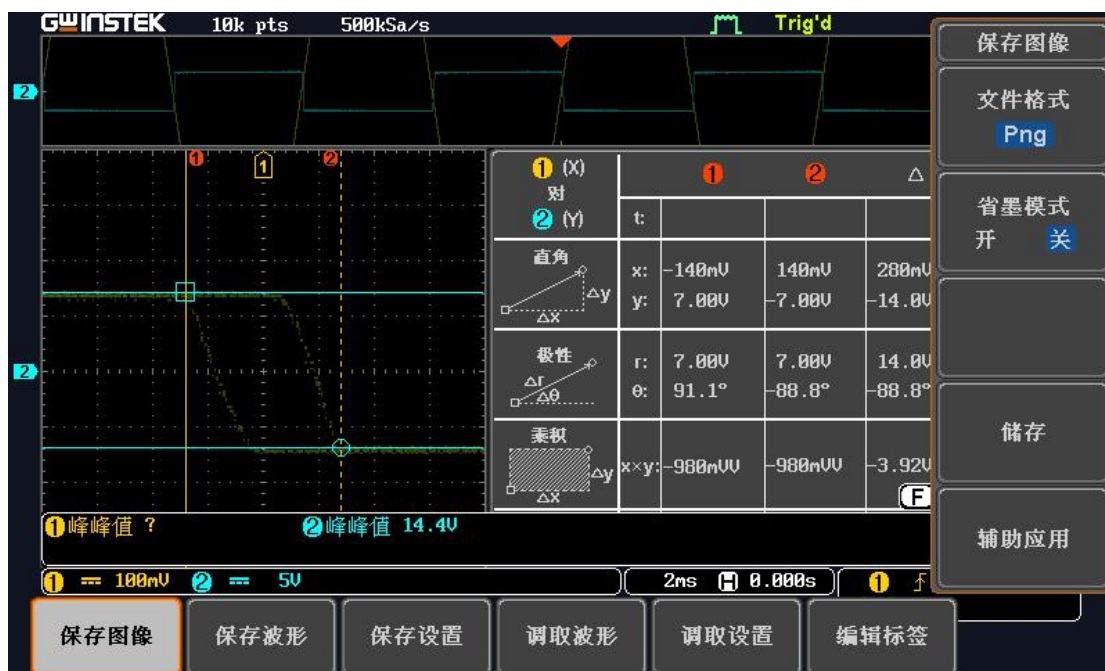 GWINSTEK 10k pts 500kSa/s Trig'd
保存图像
文件格式
Png
省墨模式
开 关
储存
辅助应用
2
1 1 2
2
1 (X)
对
2 (Y)
1 2 △
t:
直角
△y
△x
x: -140mV 140mV 280mV
y: 7.00V -7.00V -14.0V
极性
△r
△θ
r: 7.00V 7.00V 14.0V
θ: 91.1° -88.8° -88.8°
乘积
△y
△x
x×y: -980mVV -980mVV -3.92V
F
1 峰峰值 ? 2 峰峰值 14.4V
1 100mV 2 5V 2ms H 0.000s 1
保存图像 保存波形 保存设置 调取波形 调取设置 编辑标签